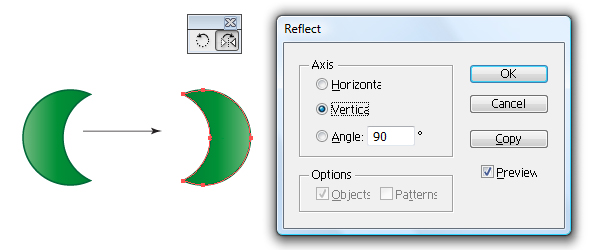 Reflect
Axis
Horizonta
Vertica
Angle: 90 °
OK
Cancel
Copy
Preview
Options
Objects Patterns